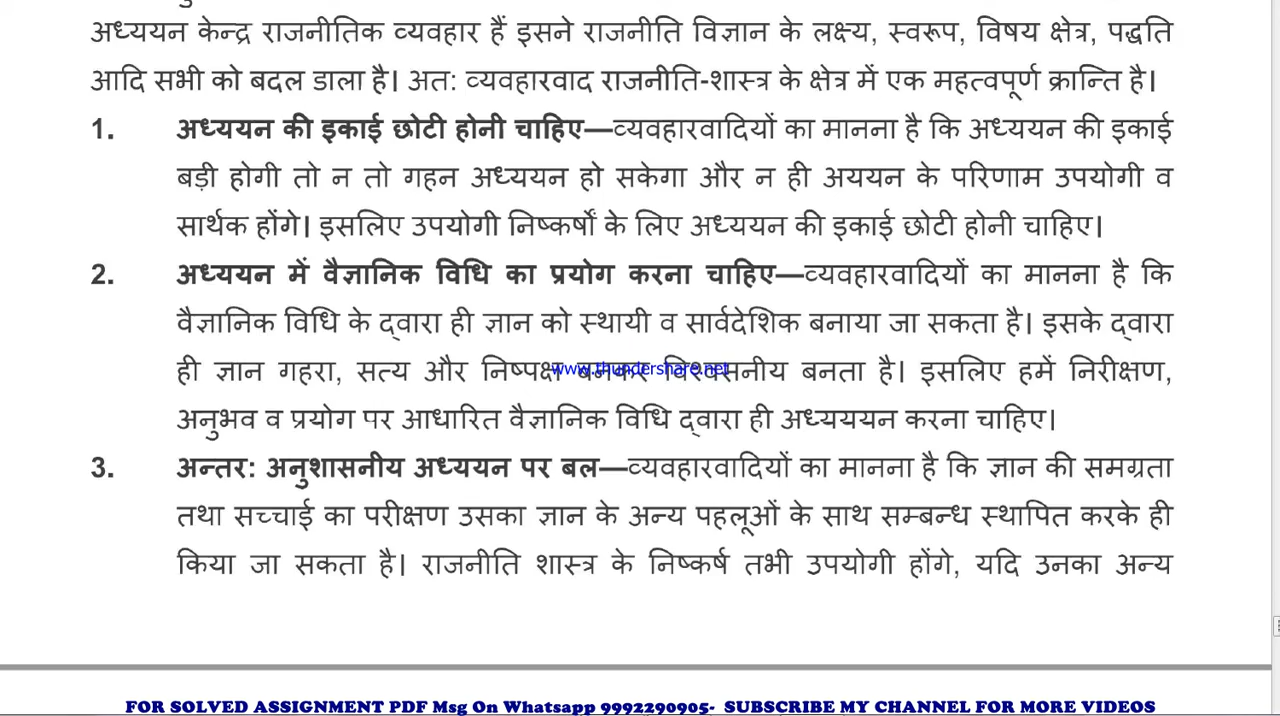 अध्ययन केन्द्र राजनीतिक व्यवहार हैं इसने राजनीति विज्ञान के लक्ष्य, स्वरूप, विषय क्षेत्र, पद्धति
आदि सभी को बदल डाला है। अत: व्यवहारवाद राजनीति-शास्त्र के क्षेत्र में एक महत्वपूर्ण क्रान्ति है।
1. अध्ययन की इकाई छोटी होनी चाहिए—व्यवहारवादियों का मानना है कि अध्ययन की इकाई
बड़ी होगी तो न तो गहन अध्ययन हो सकेगा और न ही अययन के परिणाम उपयोगी व
सार्थक होंगे। इसलिए उपयोगी निष्कर्षों के लिए अध्ययन की इकाई छोटी होनी चाहिए।
2. अध्ययन में वैज्ञानिक विधि का प्रयोग करना चाहिए—व्यवहारवादियों का मानना है कि
वैज्ञानिक विधि के द्वारा ही ज्ञान को स्थायी व सार्वदेशिक बनाया जा सकता है। इसके द्वारा
ही ज्ञान गहरा, सत्य और निष्पक्ष बनकर विश्वसनीय बनता है। इसलिए हमें निरीक्षण,
www.thundershare.net
अनुभव व प्रयोग पर आधारित वैज्ञानिक विधि द्वारा ही अध्यययन करना चाहिए।
3. अन्तर: अनुशासनीय अध्ययन पर बल—व्यवहारवादियों का मानना है कि ज्ञान की समग्रता
तथा सच्चाई का परीक्षण उसका ज्ञान के अन्य पहलूओं के साथ सम्बन्ध स्थापित करके ही
किया जा सकता है। राजनीति शास्त्र के निष्कर्ष तभी उपयोगी होंगे, यदि उनका अन्य
FOR SOLVED ASSIGNMENT PDF Msg On Whatsapp 9992290905- SUBSCRIBE MY CHANNEL FOR MORE VIDEOS